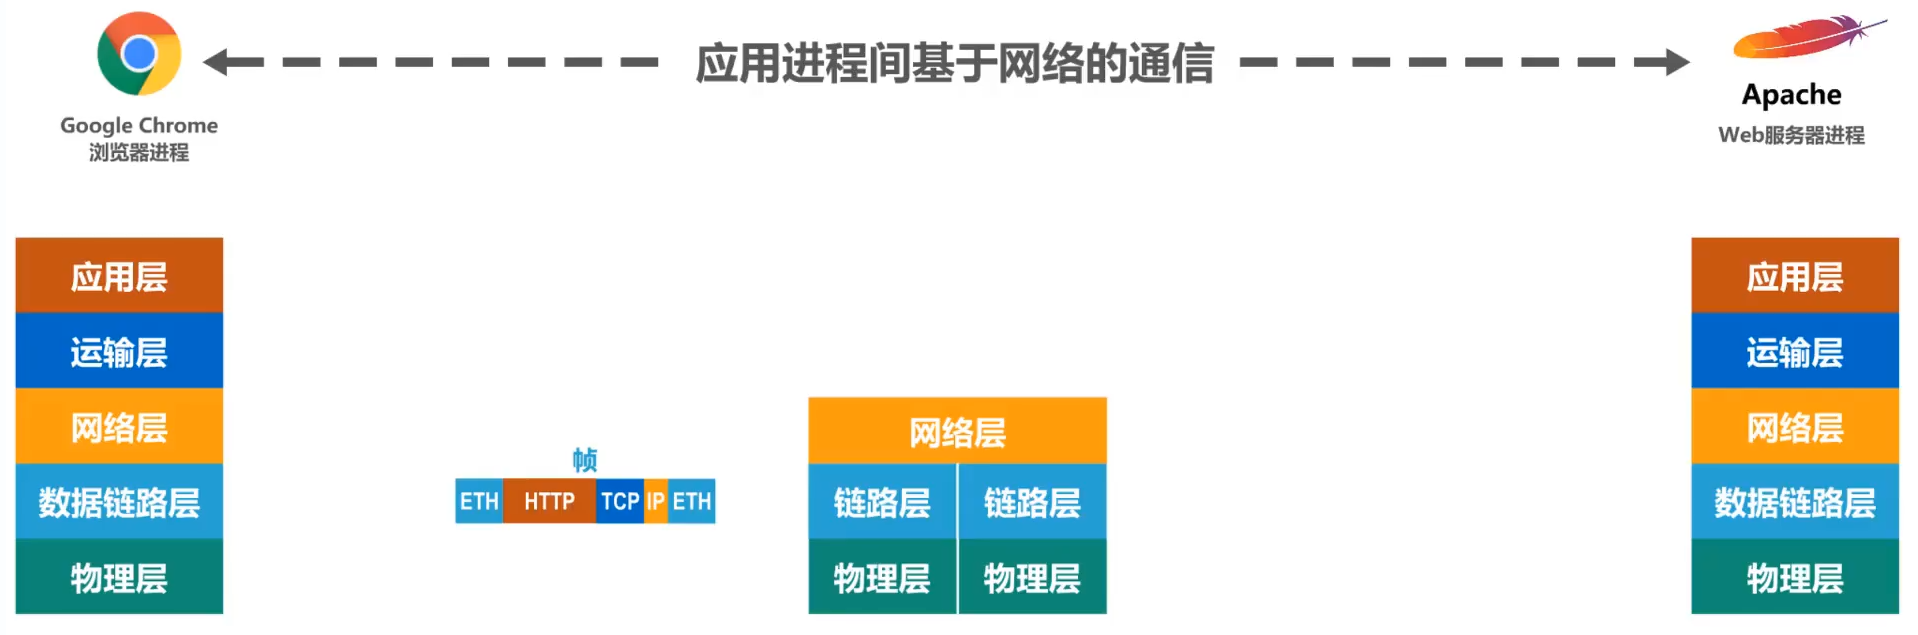 应用进程间基于网络的通信
Google Chrome
浏览器进程
Apache
Web服务器进程
应用层
运输层
网络层
数据链路层
物理层
帧
ETH HTTP TCP IP ETH
网络层
链路层 链路层
物理层 物理层
应用层
运输层
网络层
数据链路层
物理层